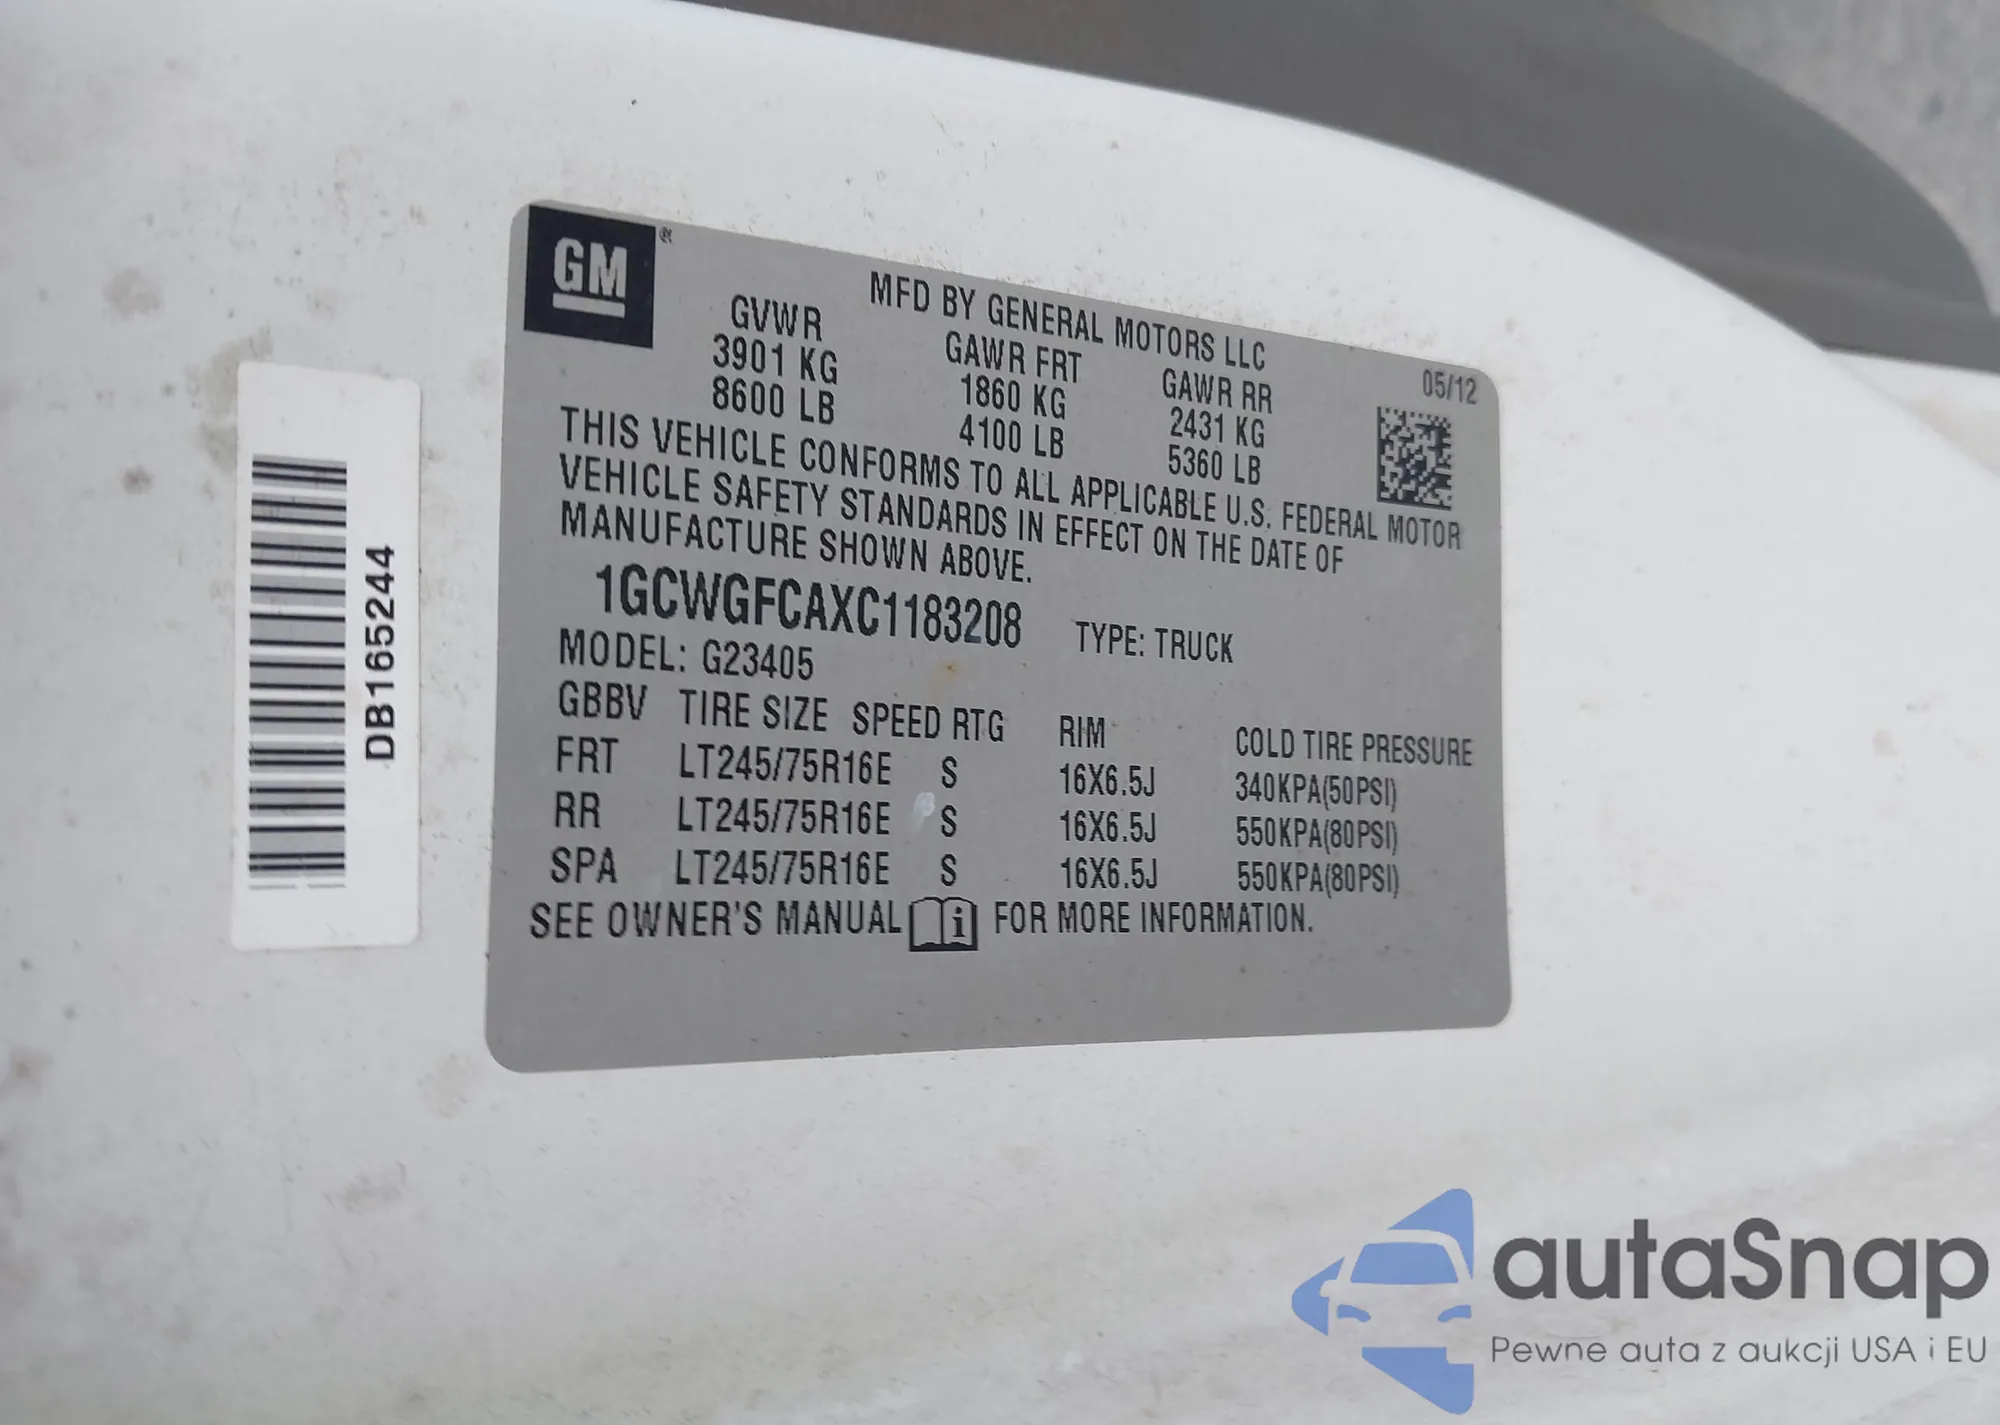 GM ®
MFD BY GENERAL MOTORS LLC
05/12
GVWR GAWR FRT GAWR RR
3901 KG 1860 KG 2431 KG
8600 LB 4100 LB 5360 LB
THIS VEHICLE CONFORMS TO ALL APPLICABLE U.S. FEDERAL MOTOR
VEHICLE SAFETY STANDARDS IN EFFECT ON THE DATE OF
MANUFACTURE SHOWN ABOVE.
1GCWGFCAXC1183208 TYPE: TRUCK
MODEL: G23405
GBBV TIRE SIZE SPEED RTG RIM COLD TIRE PRESSURE
FRT LT245/75R16E S 16X6.5J 340KPA(50PSI)
RR LT245/75R16E S 16X6.5J 550KPA(80PSI)
SPA LT245/75R16E S 16X6.5J 550KPA(80PSI)
SEE OWNER'S MANUAL i FOR MORE INFORMATION.
DB165244
autaSnap
Pewne auta z aukcji USA i EU